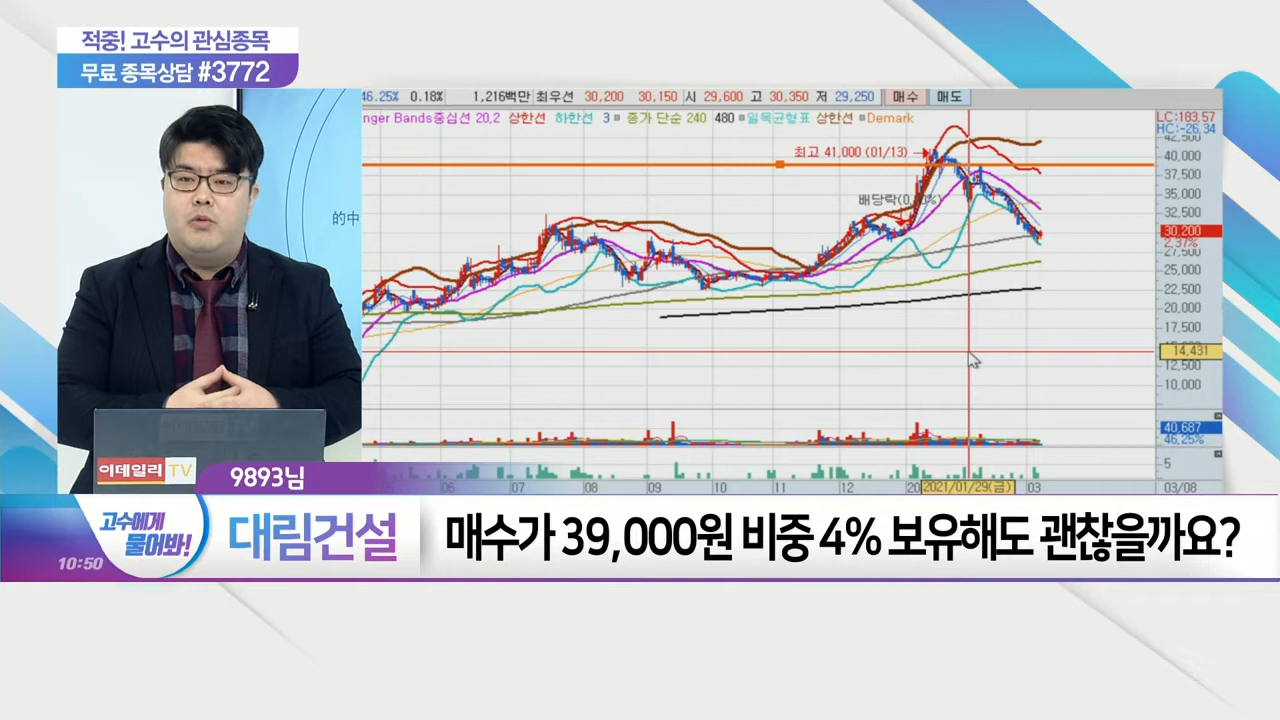 적중! 고수의 관심종목
무료 종목상담 #3772
46.25% 0.18% 1,216백만 최우선 30,200 30,150 시 29,600 고 30,350 저 29,250 매수 매도
nger Bands중심선 20,2 상한선 하한선 3 종가 단순 240 480 일목균형표 상한선 Demark
LC:183.57
HC:-26.34
최고 41,000 (01/13)
42,500
40,000
37,500
35,000
배당락
32,500
30,200
2.37%
27,500
25,000
22,500
20,000
17,500
14,431
12,500
10,000
的中
40,687
46.25%
5
06 07 08 09 10 11 12 20 2021/01/29(금) 03 03/08
이데일리 TV
9893님
고수에게
물어봐!
10:50
대림건설
매수가 39,000원 비중 4% 보유해도 괜찮을까요?